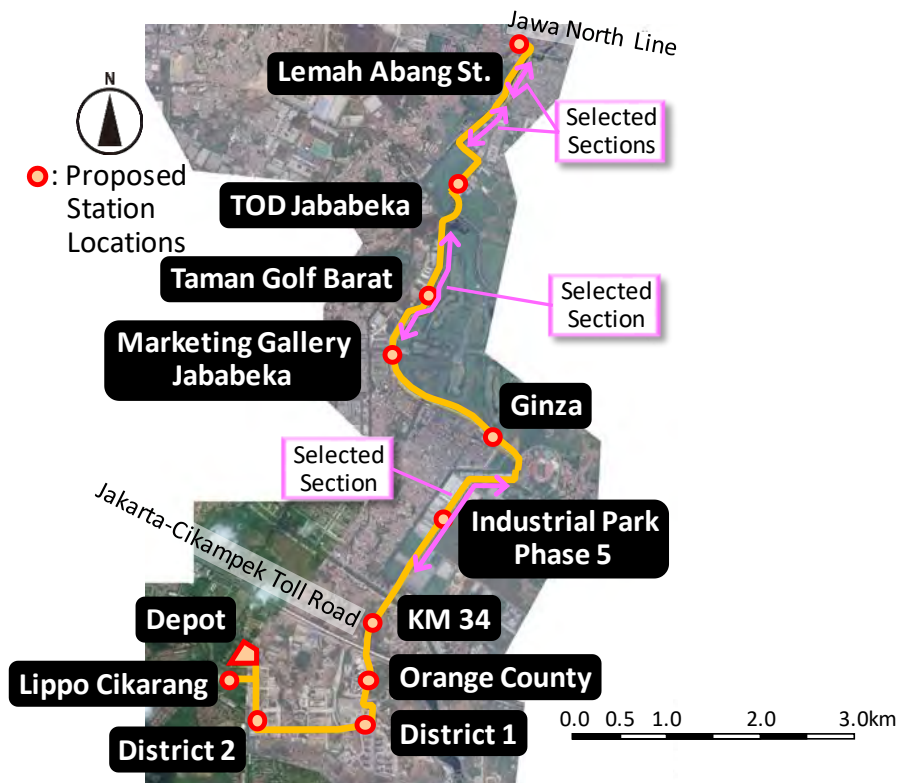 Jawa North Line
Lemah Abang St.
N
Selected
Sections
: Proposed
Station
Locations
TOD Jababeka
Taman Golf Barat
Selected
Section
Marketing Gallery
Jababeka
Ginza
Selected
Section
Jakarta-Cikampek Toll Road
Industrial Park
Phase 5
Depot
KM 34
Lippo Cikarang
Orange County
District 2
District 1
0.0 0.5 1.0 2.0 3.0km